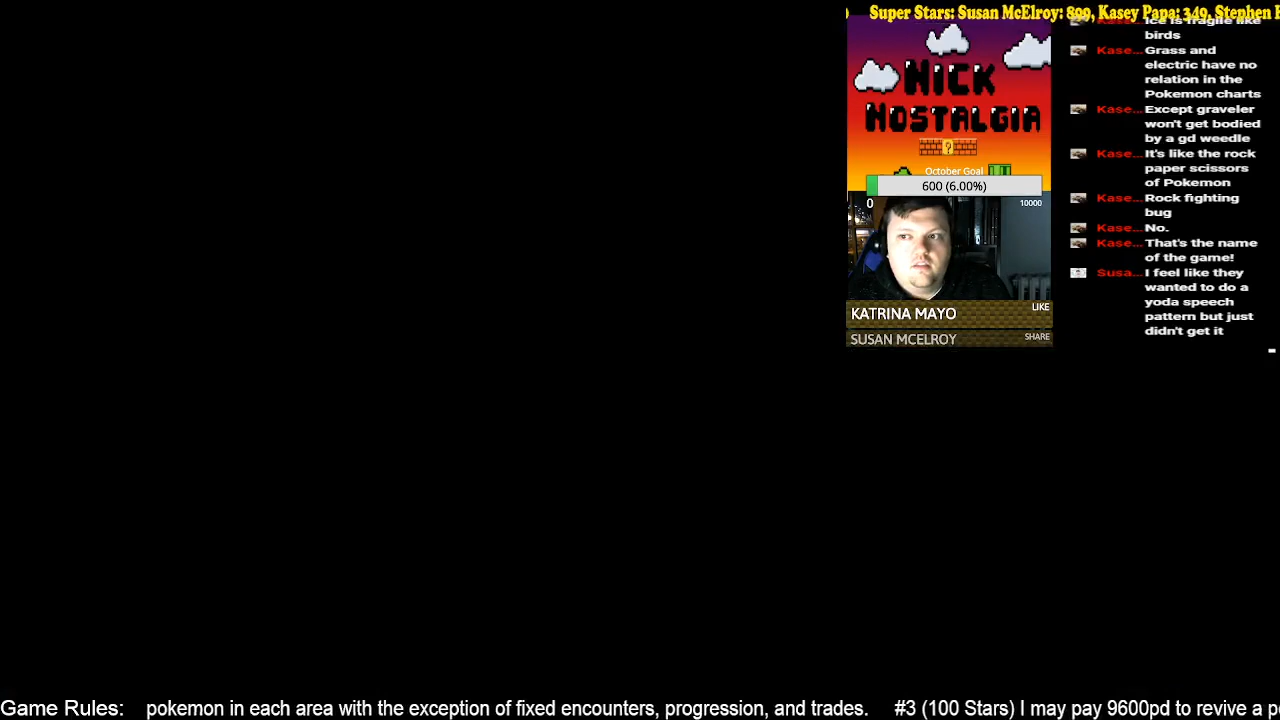 Super Stars: Susan McElroy: 899, Kasey Papa: 349, Stephen
NICK
NOSTALGIA
October Goal
600 (6.00%)
0
10000
KATRINA MAYO
LIKE
SUSAN MCELROY
SHARE
Kase... Ice is fragile like
birds
Kase... Grass and
electric have no
relation in the
Pokemon charts
Kase... Except graveler
won't get bodied
by a gd weedle
Kase... It's like the rock
paper scissors
of Pokemon
Kase... Rock fighting
bug
Kase... No.
Kase... That's the name
of the game!
Susa... I feel like they
wanted to do a
yoda speech
pattern but just
didn't get it
Game Rules: pokemon in each area with the exception of fixed encounters, progression, and trades. #3 (100 Stars) I may pay 9600pd to revive a